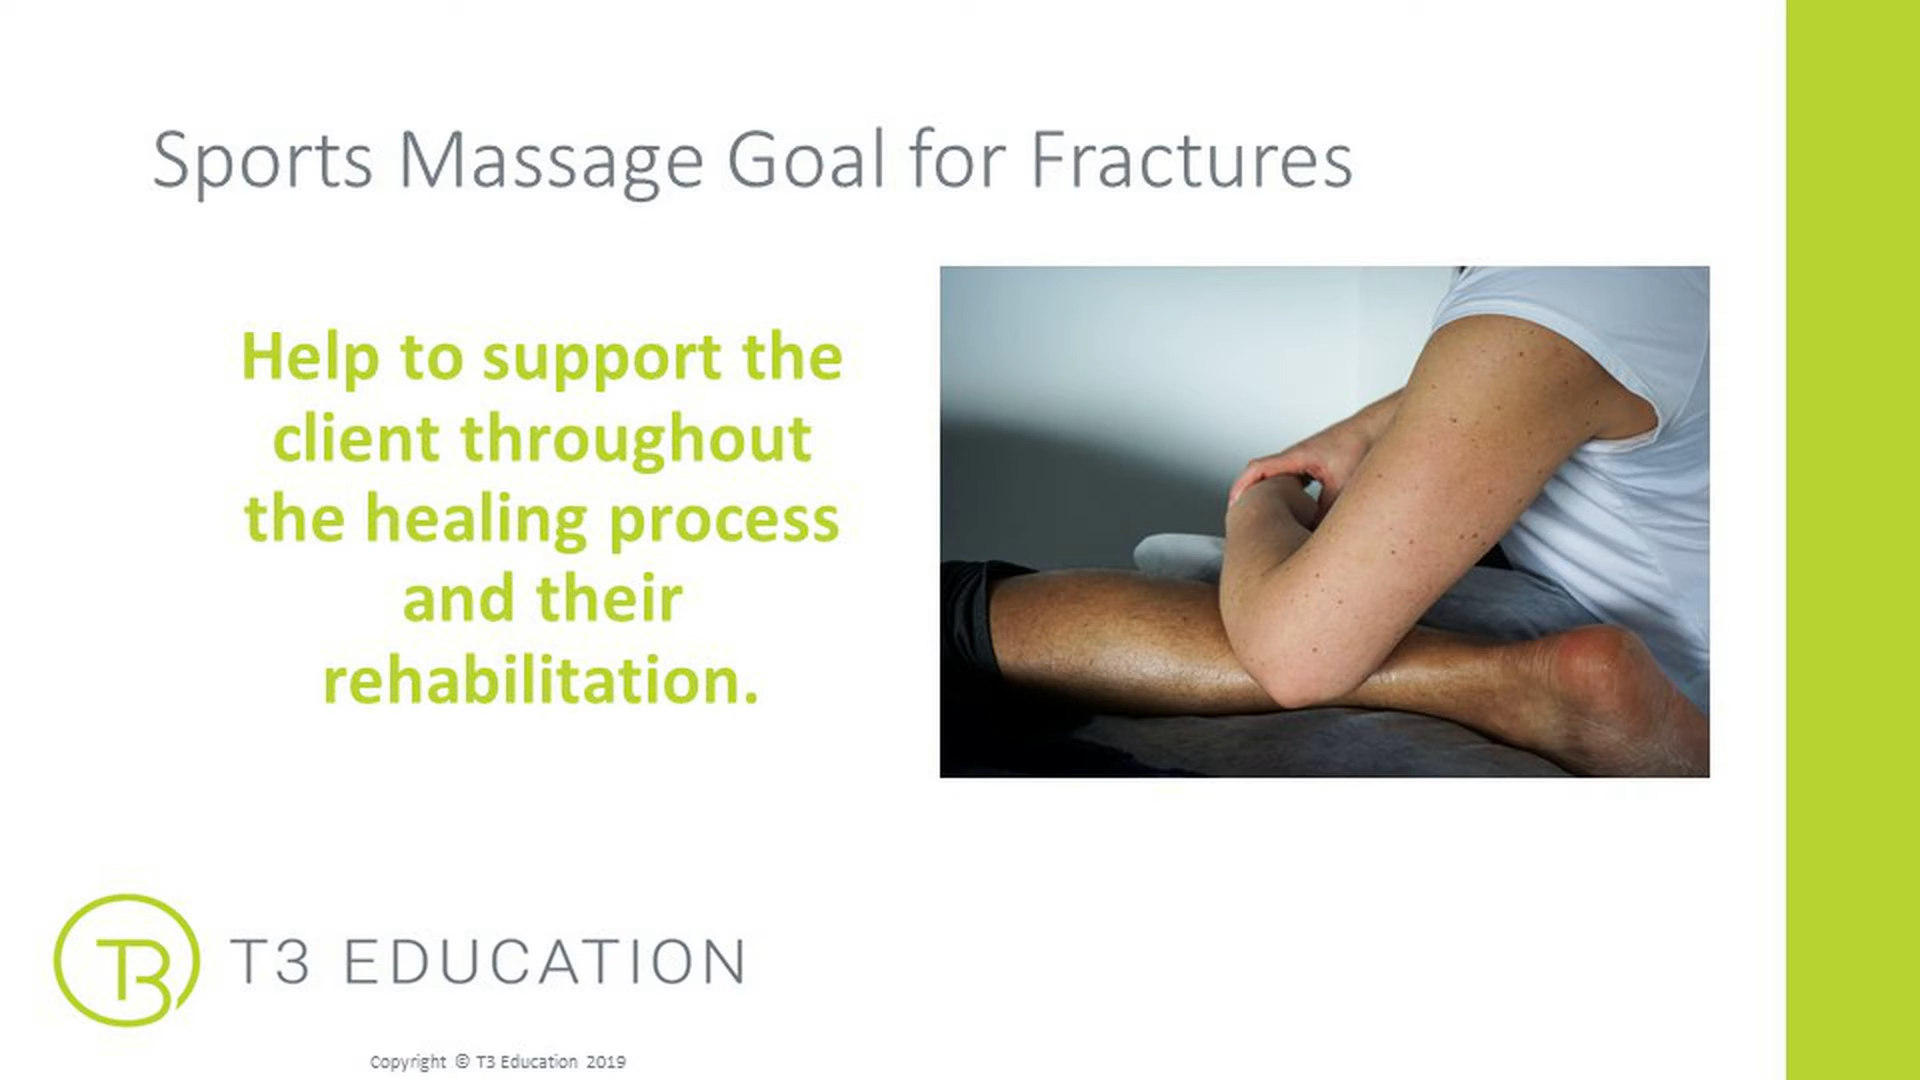 Sports Massage Goal for Fractures
Help to support the
client throughout
the healing process
and their
rehabilitation.
T3
T3 EDUCATION
Copyright © T3 Education 2019